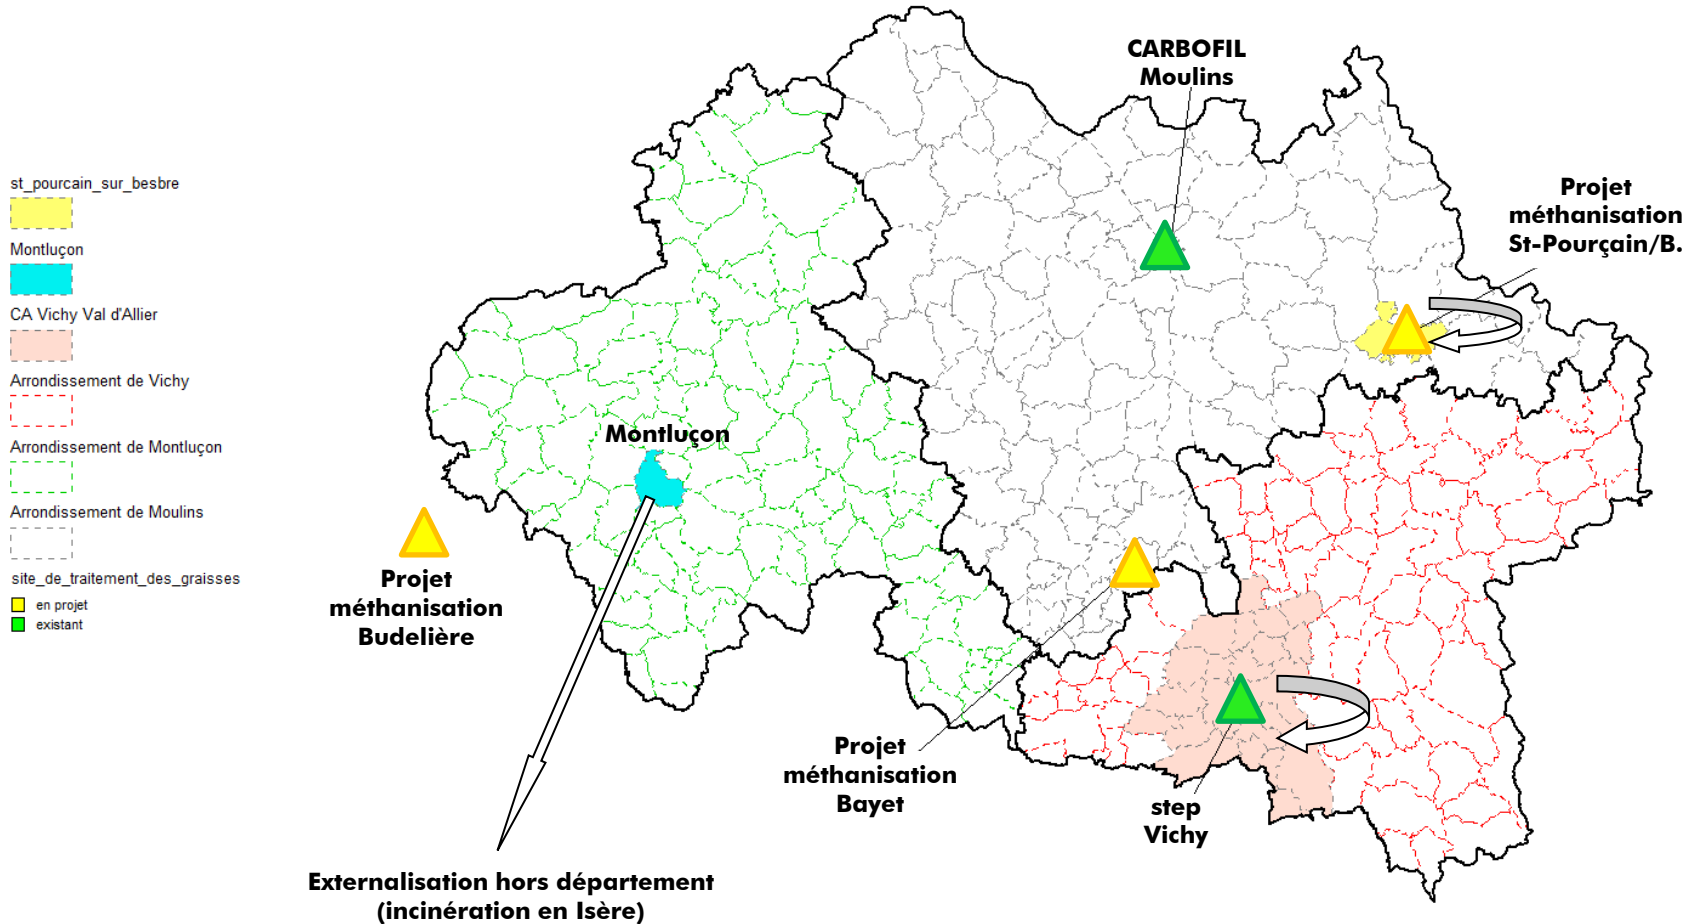 st_pourcain_sur_besbre
Montluçon
CA Vichy Val d'Allier
Arrondissement de Vichy
Arrondissement de Montluçon
Arrondissement de Moulins
site_de_traitement_des_graisses
en projet
existant
CARBOFIL
Moulins
Projet
méthanisation
St-Pourçain/B.
Montluçon
Projet
méthanisation
Budelière
Projet
méthanisation
Bayet
step
Vichy
Externalisation hors département
(incinération en Isère)